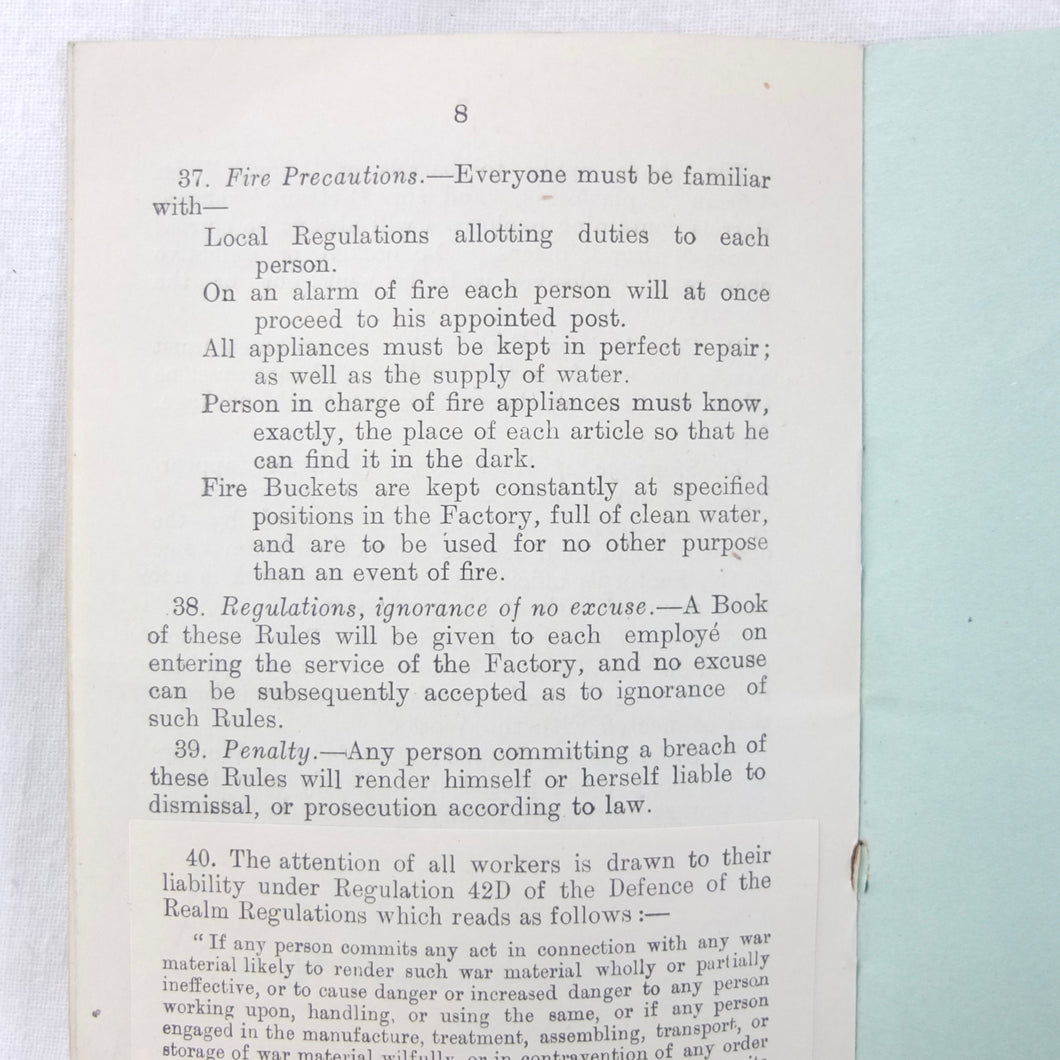 8
37. Fire Precautions.—Everyone must be familiar
with—
Local Regulations allotting duties to each
person.
On an alarm of fire each person will at once
proceed to his appointed post.
All appliances must be kept in perfect repair;
as well as the supply of water.
Person in charge of fire appliances must know,
exactly, the place of each article so that he
can find it in the dark.
Fire Buckets are kept constantly at specified
positions in the Factory, full of clean water,
and are to be used for no other purpose
than an event of fire.
38. Regulations, ignorance of no excuse.—A Book
of these Rules will be given to each employé on
entering the service of the Factory, and no excuse
can be subsequently accepted as to ignorance of
such Rules.
39. Penalty.—Any person committing a breach of
these Rules will render himself or herself liable to
dismissal, or prosecution according to law.
40. The attention of all workers is drawn to their
liability under Regulation 42D of the Defence of the
Realm Regulations which reads as follows :—
“ If any person commits any act in connection with any war
material likely to render such war material wholly or partially
ineffective, or to cause danger or increased danger to any person
working upon, handling, or using the same, or if any person
engaged in the manufacture, treatment, assembling, transport, or
storage of war material wilfully, or in contravention of any order